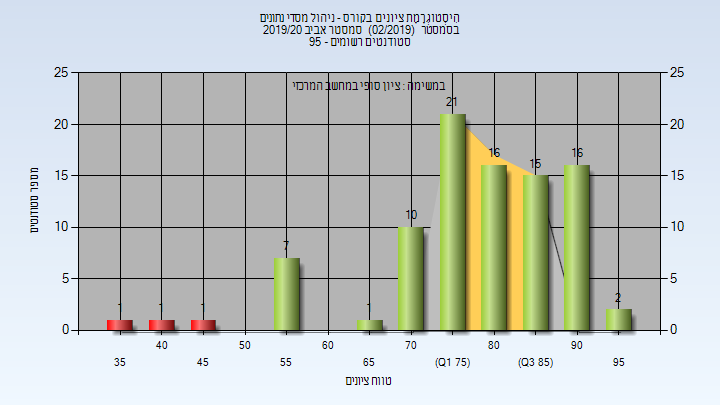 היסטוגרמת ציונים בקורס - ניהול מסדי נתונים
בסמסטר (02/2019) סמסטר אביב 2019/20
סטודנטים רשומים - 95
במשימה : ציון סופי במחשב המרכזי
25 25
20 20
15 15
10 10
5 5
0 0
מספר סטודנטים
1 1 1 7 1 10 21 16 15 16 2
40 50 60 70 80 90
35 45 55 65 (Q1 75) (Q3 85) 95
טווח ציונים